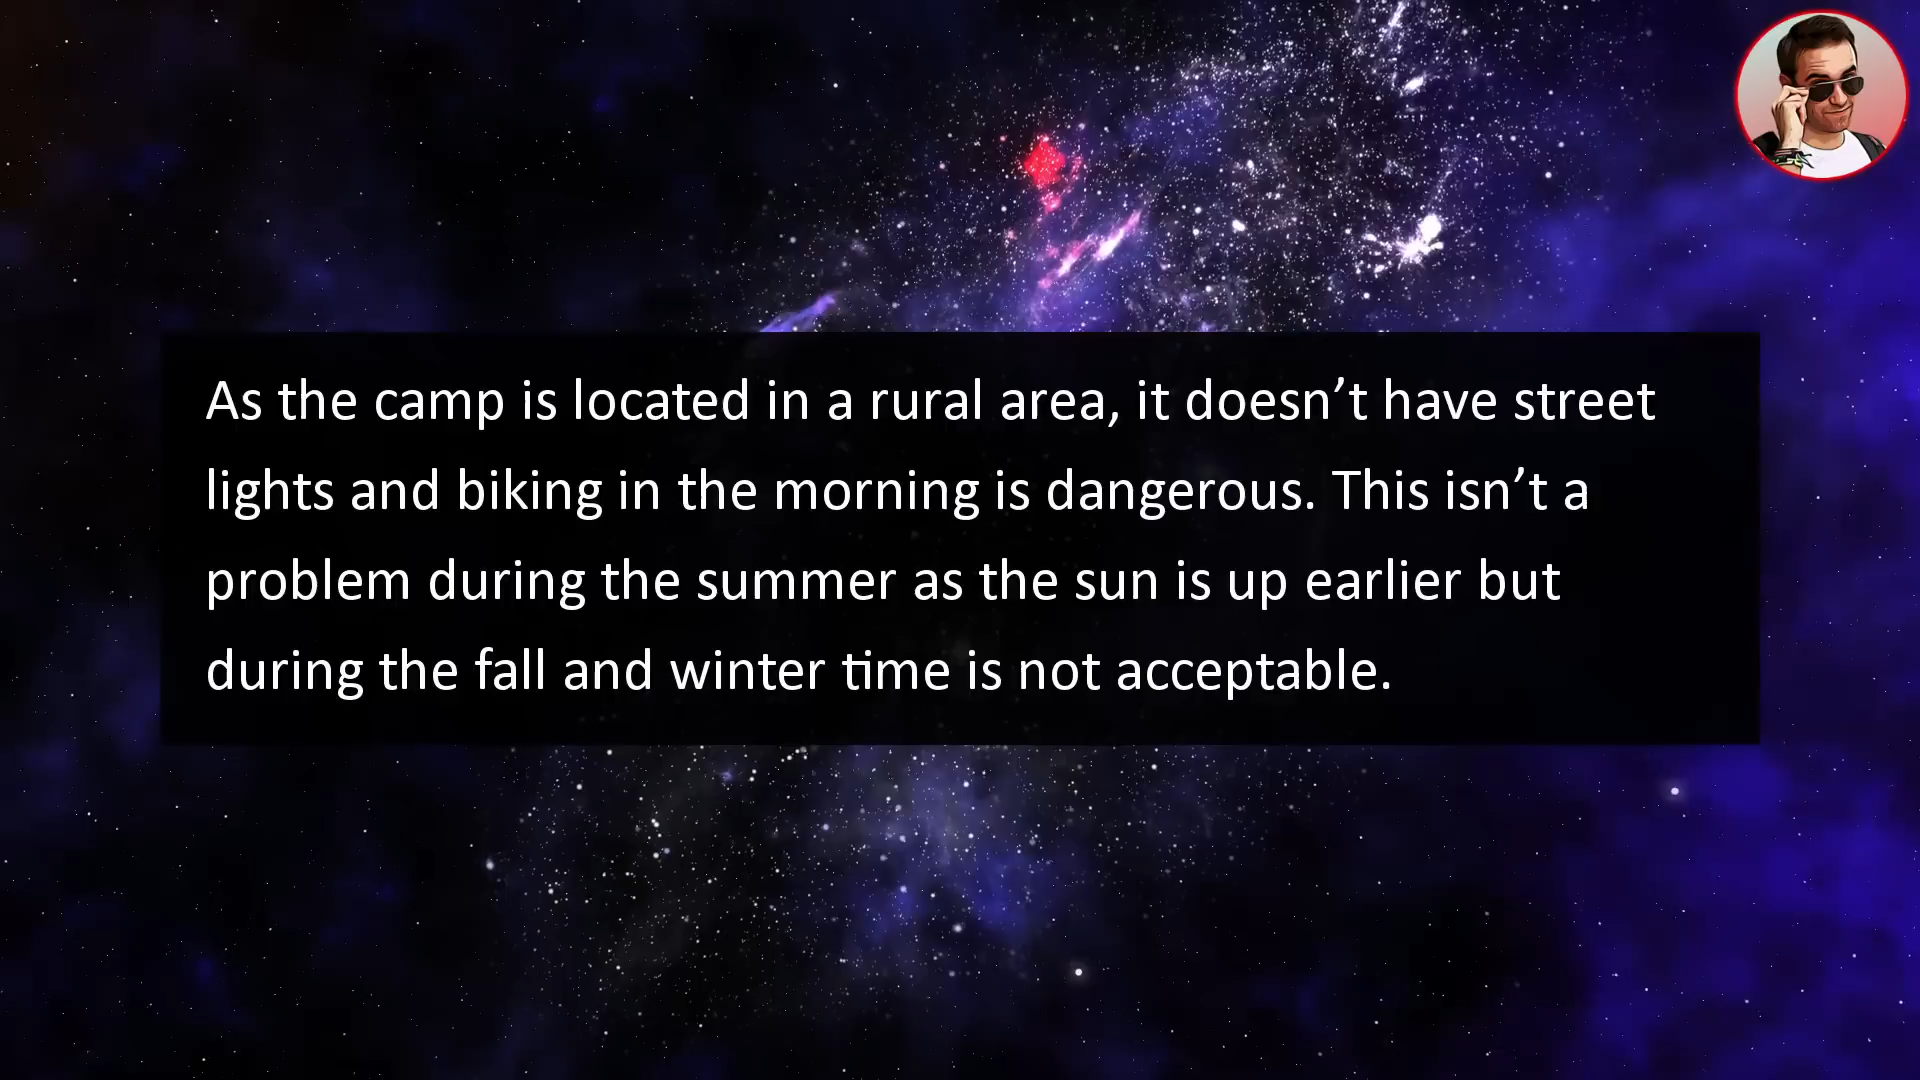 As the camp is located in a rural area, it doesn’t have street
lights and biking in the morning is dangerous. This isn’t a
problem during the summer as the sun is up earlier but
during the fall and winter time is not acceptable.